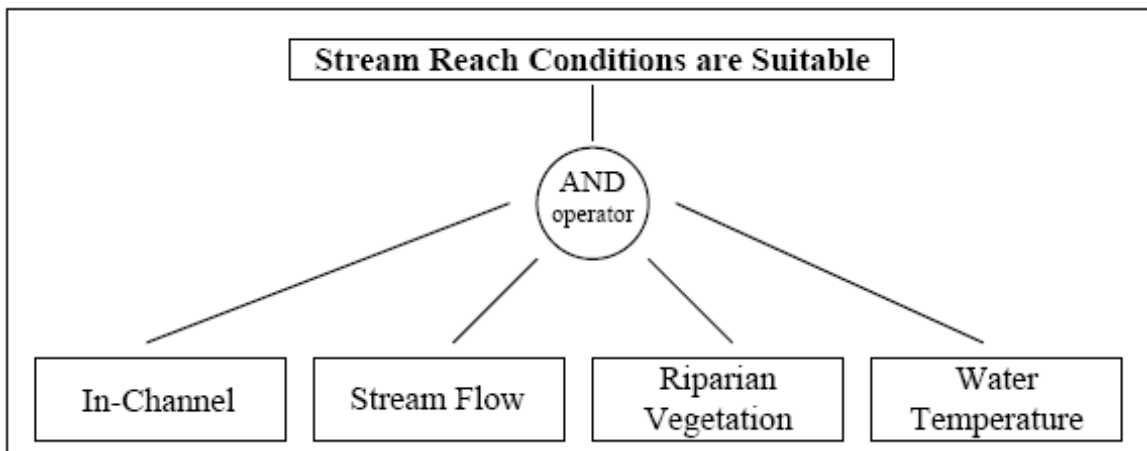 Stream Reach Conditions are Suitable
AND
operator
In-Channel
Stream Flow
Riparian
Vegetation
Water
Temperature